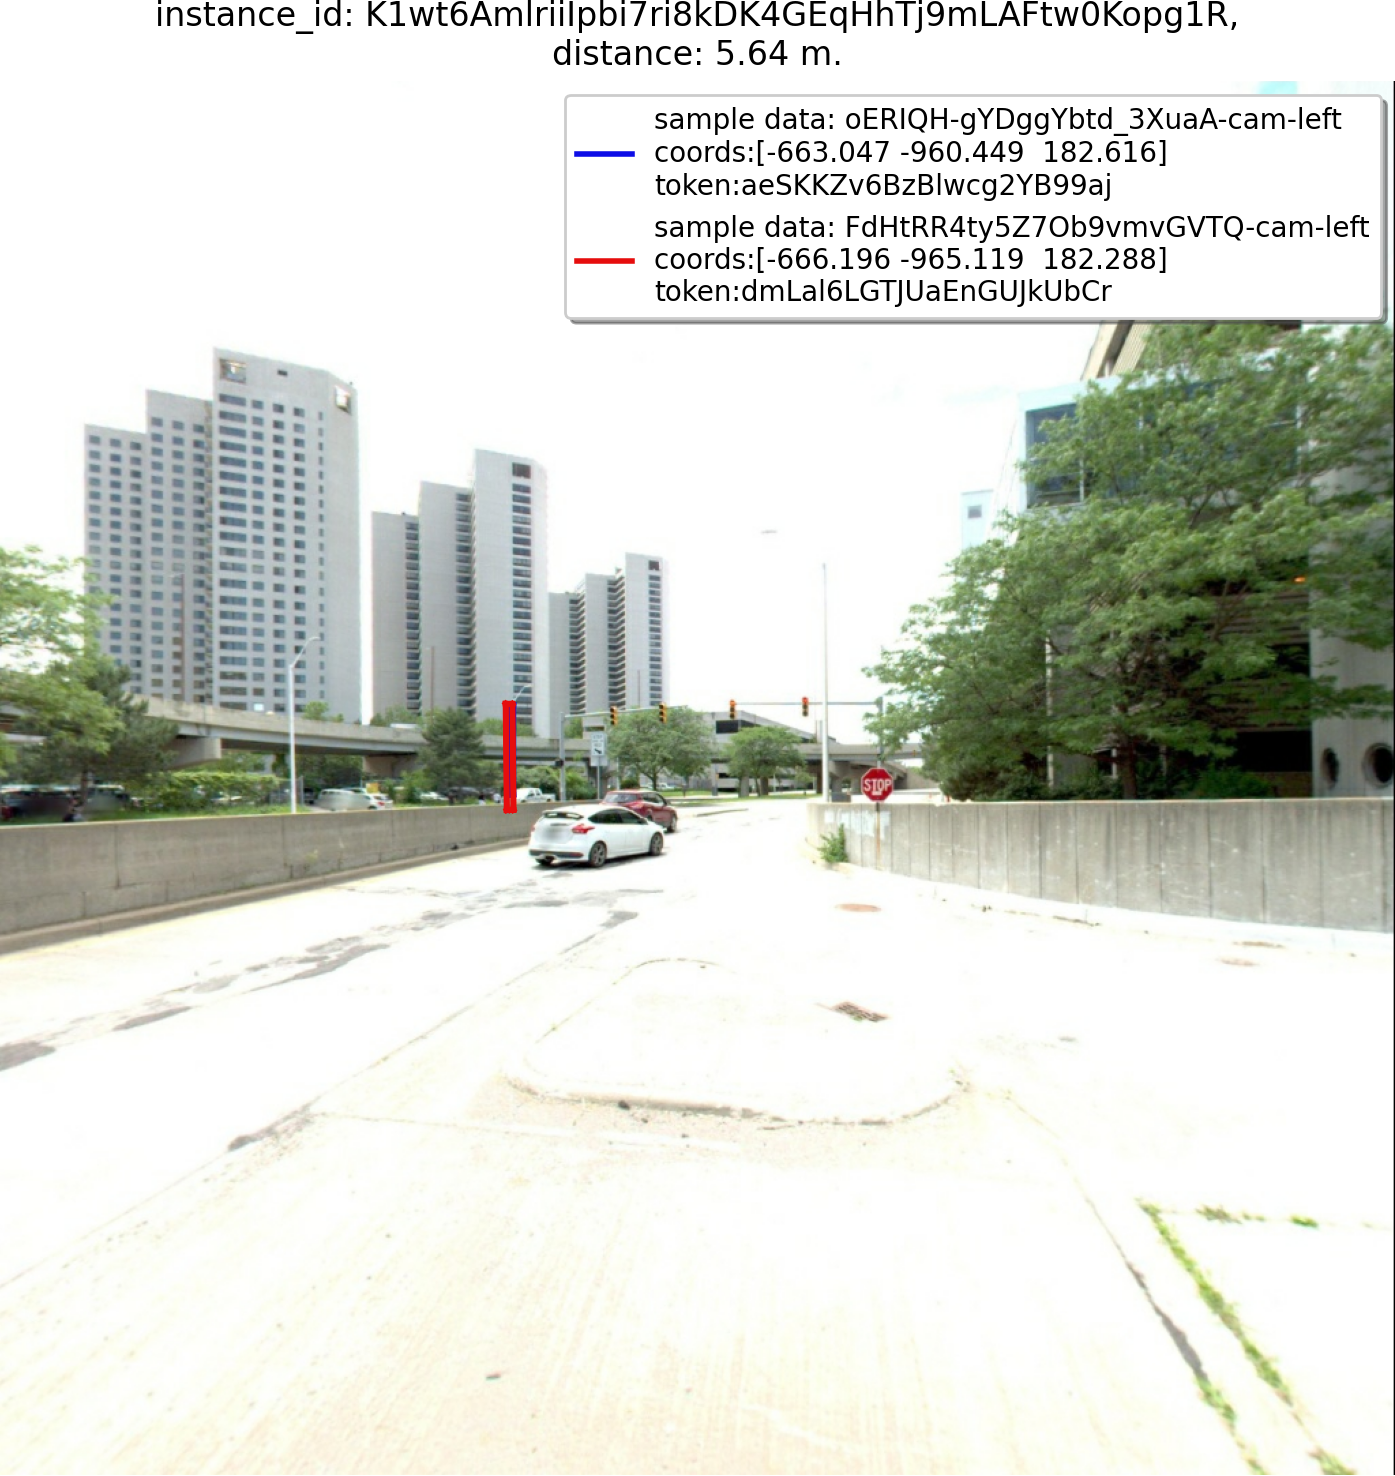 instance_id: K1wt6AmlriiIpbi7ri8kDK4GEqHhTj9mLAFtw0Kopg1R,
distance: 5.64 m.
sample data: oERIQH-gYDggYbtd_3XuaA-cam-left
coords:[-663.047 -960.449  182.616]
token:aeSKKZv6BzBlwcg2YB99aj
sample data: FdHtRR4ty5Z7Ob9vmvGVTQ-cam-left
coords:[-666.196 -965.119  182.288]
token:dmLal6LGTJUaEnGUJkUbCr
STOP